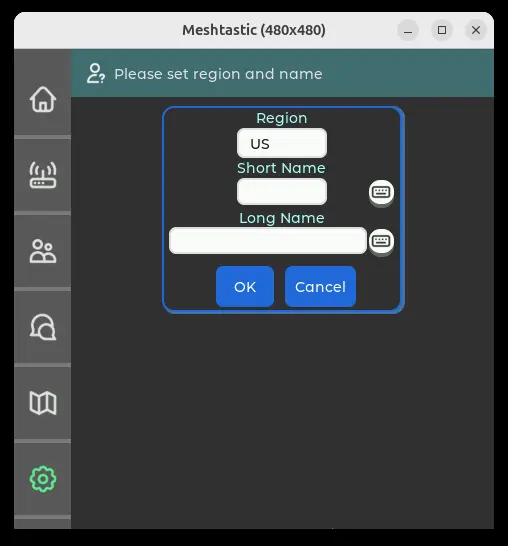 Meshtastic (480x480)
Please set region and name
Region
US
Short Name
Long Name
OK
Cancel